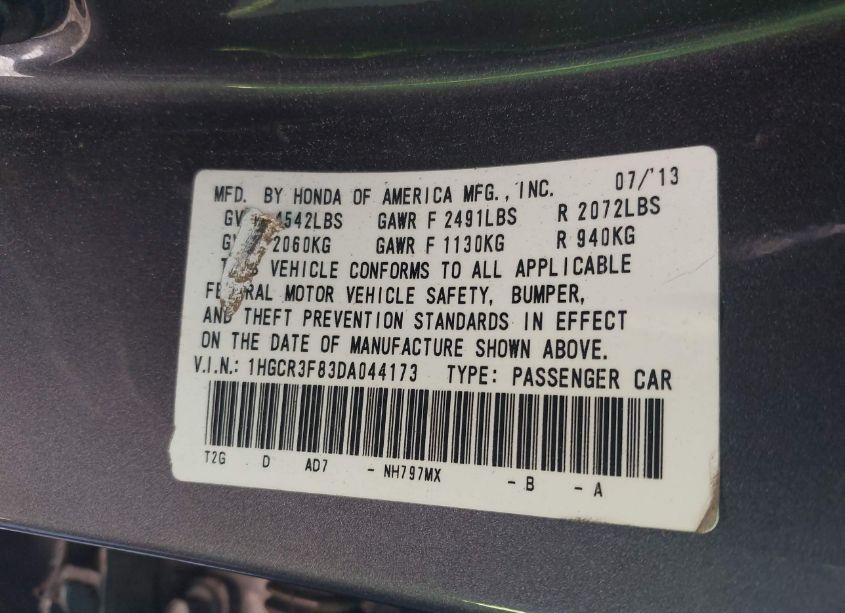 MFD. BY HONDA OF AMERICA MFG., INC. 07/'13
4542LBS GAWR F 2491LBS R 2072LBS
2060KG GAWR F 1130KG R 940KG
VEHICLE CONFORMS TO ALL APPLICABLE
MOTOR VEHICLE SAFETY, BUMPER,
AND THEFT PREVENTION STANDARDS IN EFFECT
ON THE DATE OF MANUFACTURE SHOWN ABOVE.
V.I.N.: 1HGCR3F83DA044173 TYPE: PASSENGER CAR
T2G D AD7 - NH797MX - B - A